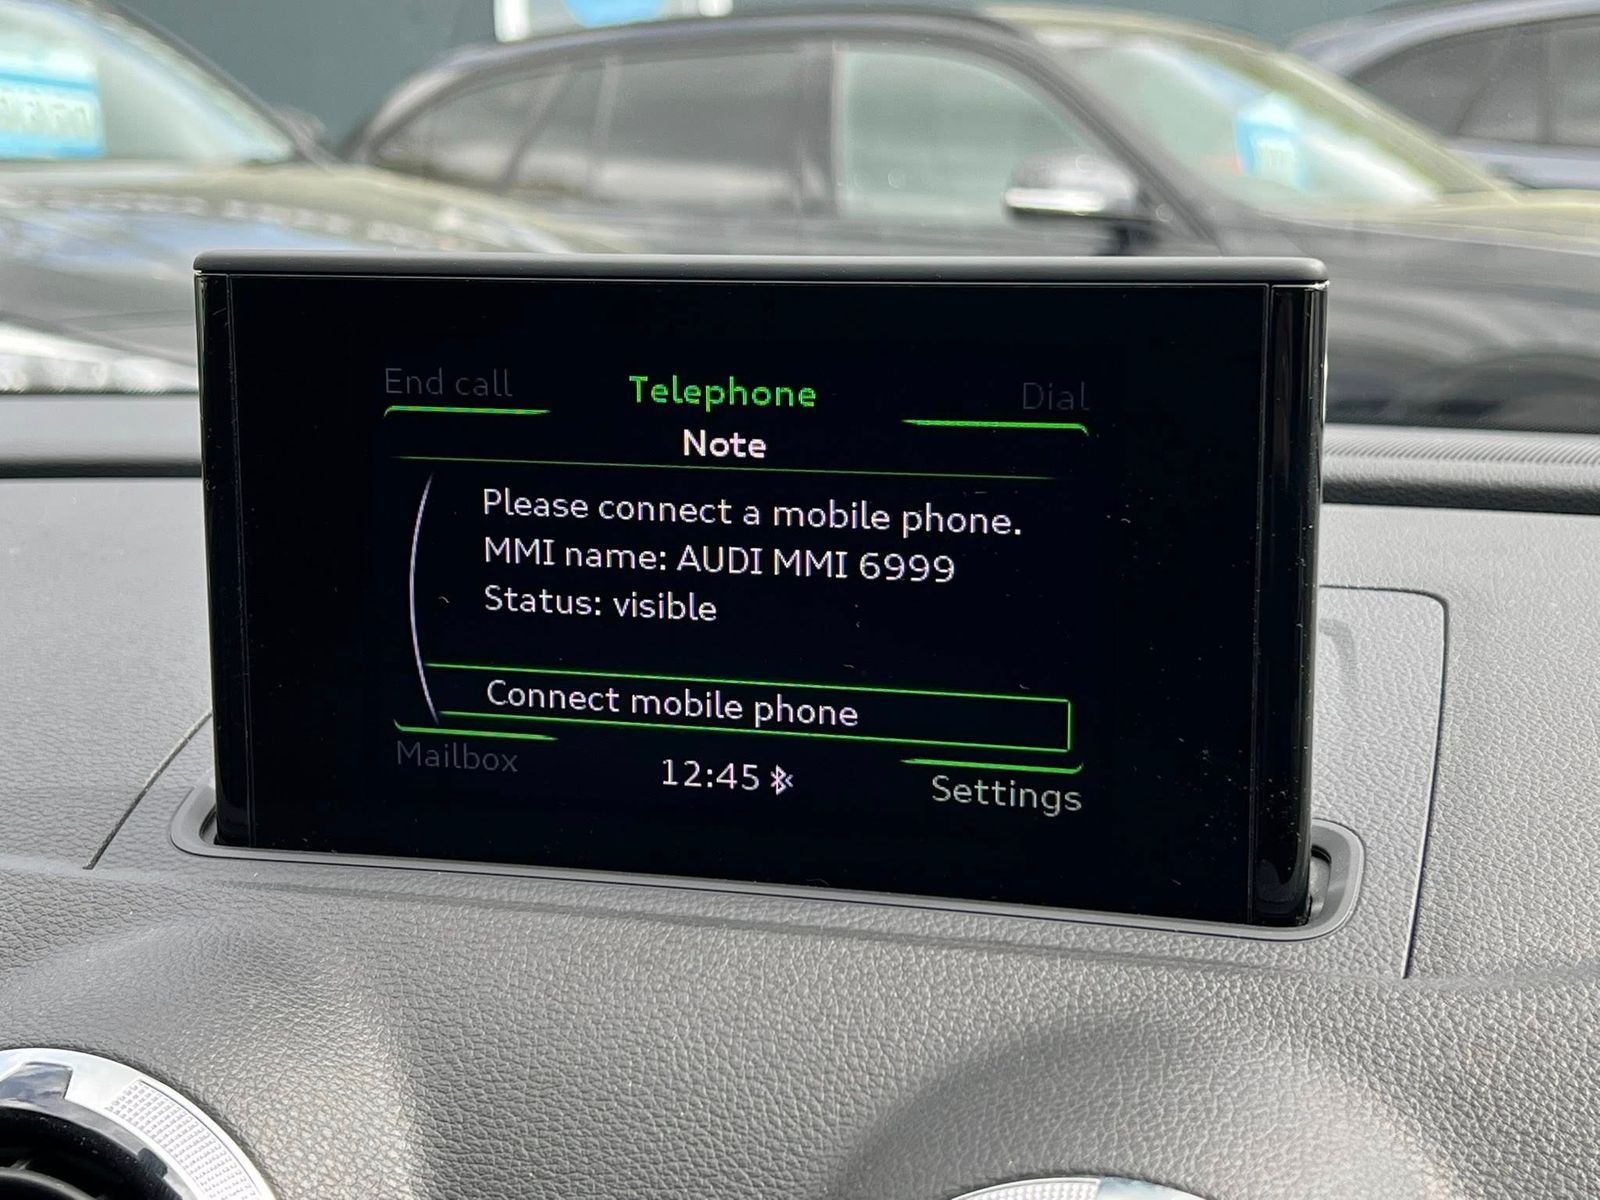 End call
Telephone
Dial
Note
Please connect a mobile phone.
MMI name: AUDI MMI 6999
Status: visible
Connect mobile phone
Mailbox
12:45
Settings